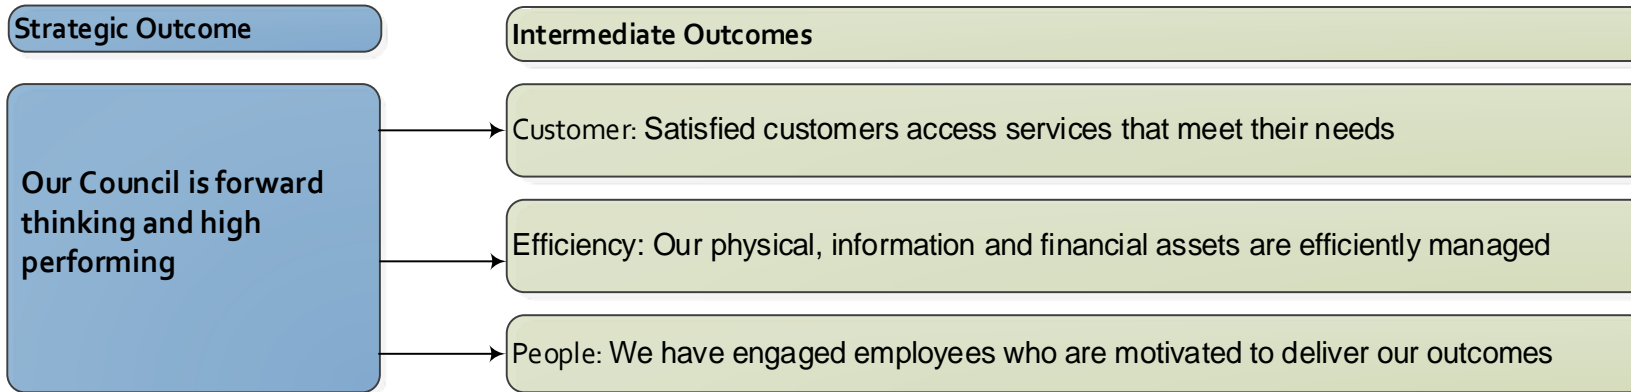 Strategic Outcome
Intermediate Outcomes
Our Council is forward
thinking and high
performing
Customer: Satisfied customers access services that meet their needs
Efficiency: Our physical, information and financial assets are efficiently managed
People: We have engaged employees who are motivated to deliver our outcomes